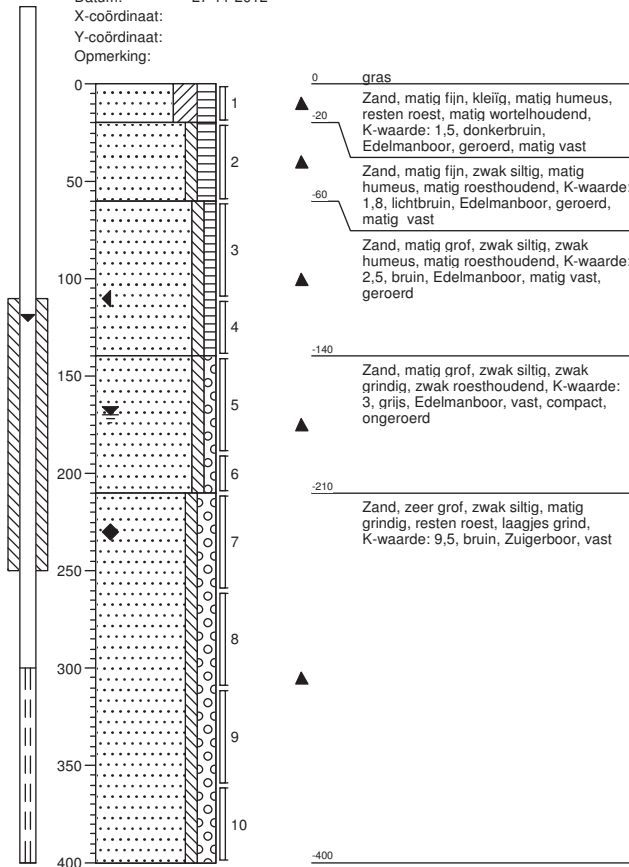 Datum: 27-11-2012
X-coördinaat:
Y-coördinaat:
Opmerking:
0
50
100
150
200
250
300
350
400
1
2
3
4
5
6
7
8
9
10
0 gras
Zand, matig fijn, kleiïg, matig humeus,
resten roest, matig wortelhoudend,
K-waarde: 1,5, donkerbruin,
Edelmanboor, geroerd, matig vast
-20
Zand, matig fijn, zwak siltig, matig
humeus, matig roesthoudend, K-waarde:
1,8, lichtbruin, Edelmanboor, geroerd,
matig vast
-60
Zand, matig grof, zwak siltig, zwak
humeus, matig roesthoudend, K-waarde:
2,5, bruin, Edelmanboor, matig vast,
geroerd
-140
Zand, matig grof, zwak siltig, zwak
grindig, zwak roesthoudend, K-waarde:
3, grijs, Edelmanboor, vast, compact,
ongeroerd
-210
Zand, zeer grof, zwak siltig, matig
grindig, resten roest, laagjes grind,
K-waarde: 9,5, bruin, Zuigerboor, vast
-400